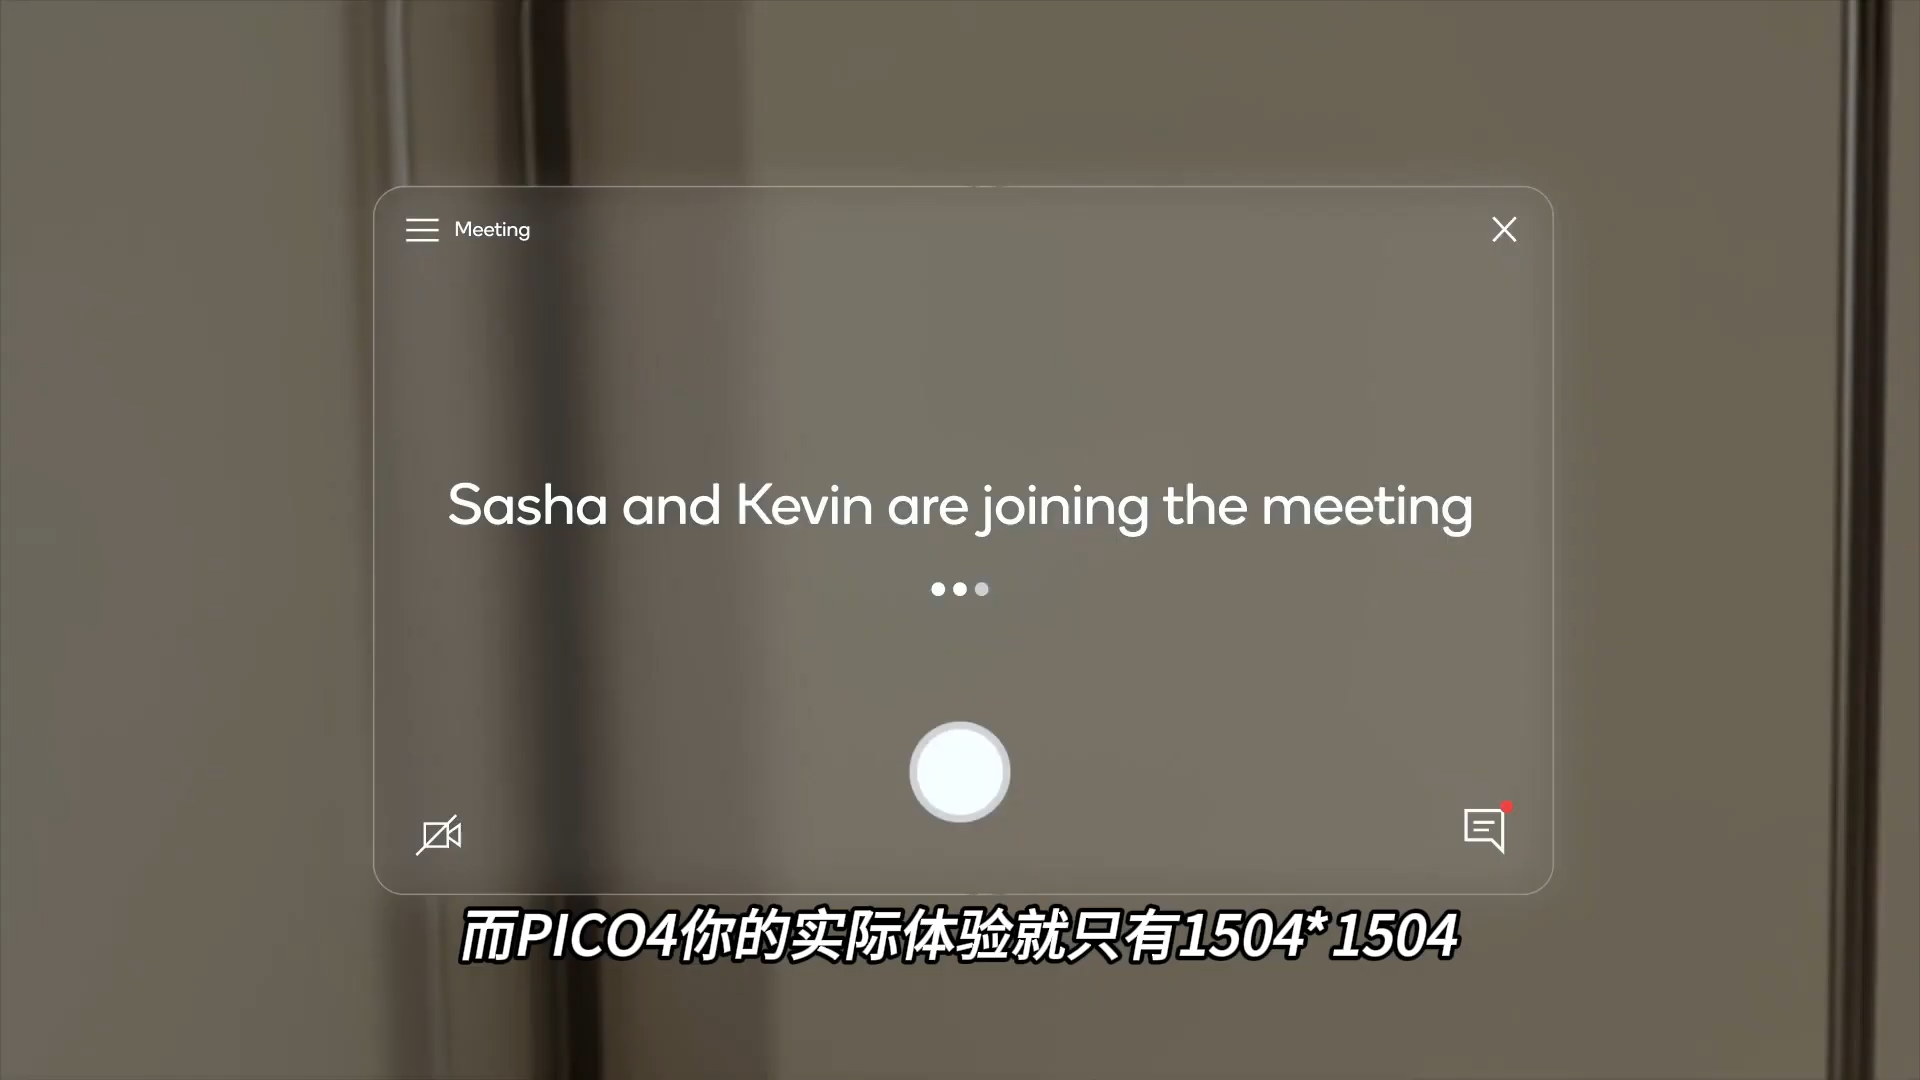 Meeting
Sasha and Kevin are joining the meeting
而PICO4你的实际体验就只有1504*1504